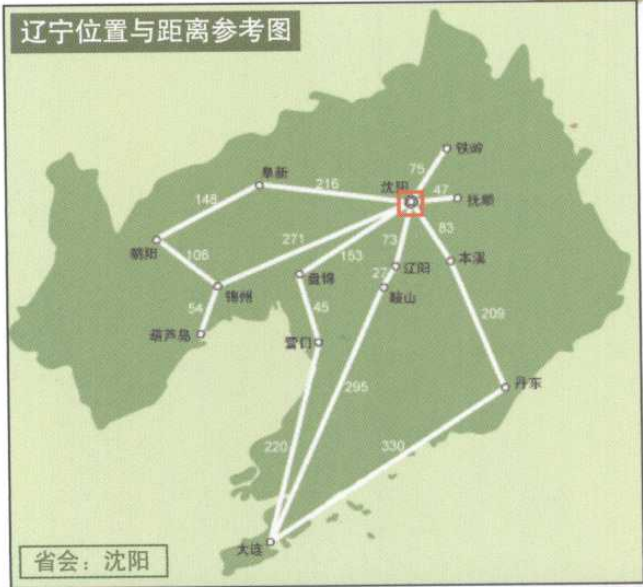 辽宁位置与距离参考图
铁岭
75
阜新
沈阳
47
抚顺
148
216
83
朝阳
271
153
73
106
辽阳
本溪
盘锦
27
锦州
鞍山
54
45
209
葫芦岛
营口
295
丹东
220
330
大连
省会：沈阳